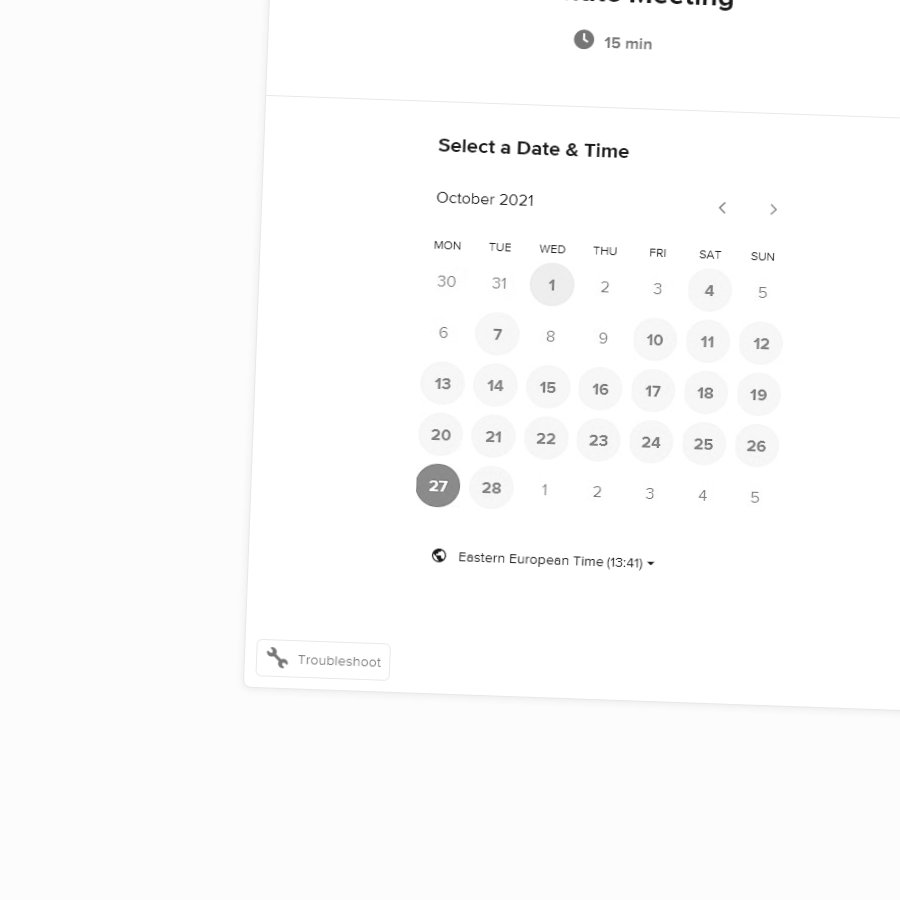 Meeting
15 min
Select a Date & Time
October 2021
MON TUE WED THU FRI SAT SUN
30 31 1 2 3 4 5
6 7 8 9 10 11 12
13 14 15 16 17 18 19
20 21 22 23 24 25 26
27 28 1 2 3 4 5
Eastern European Time (13:41)
Troubleshoot